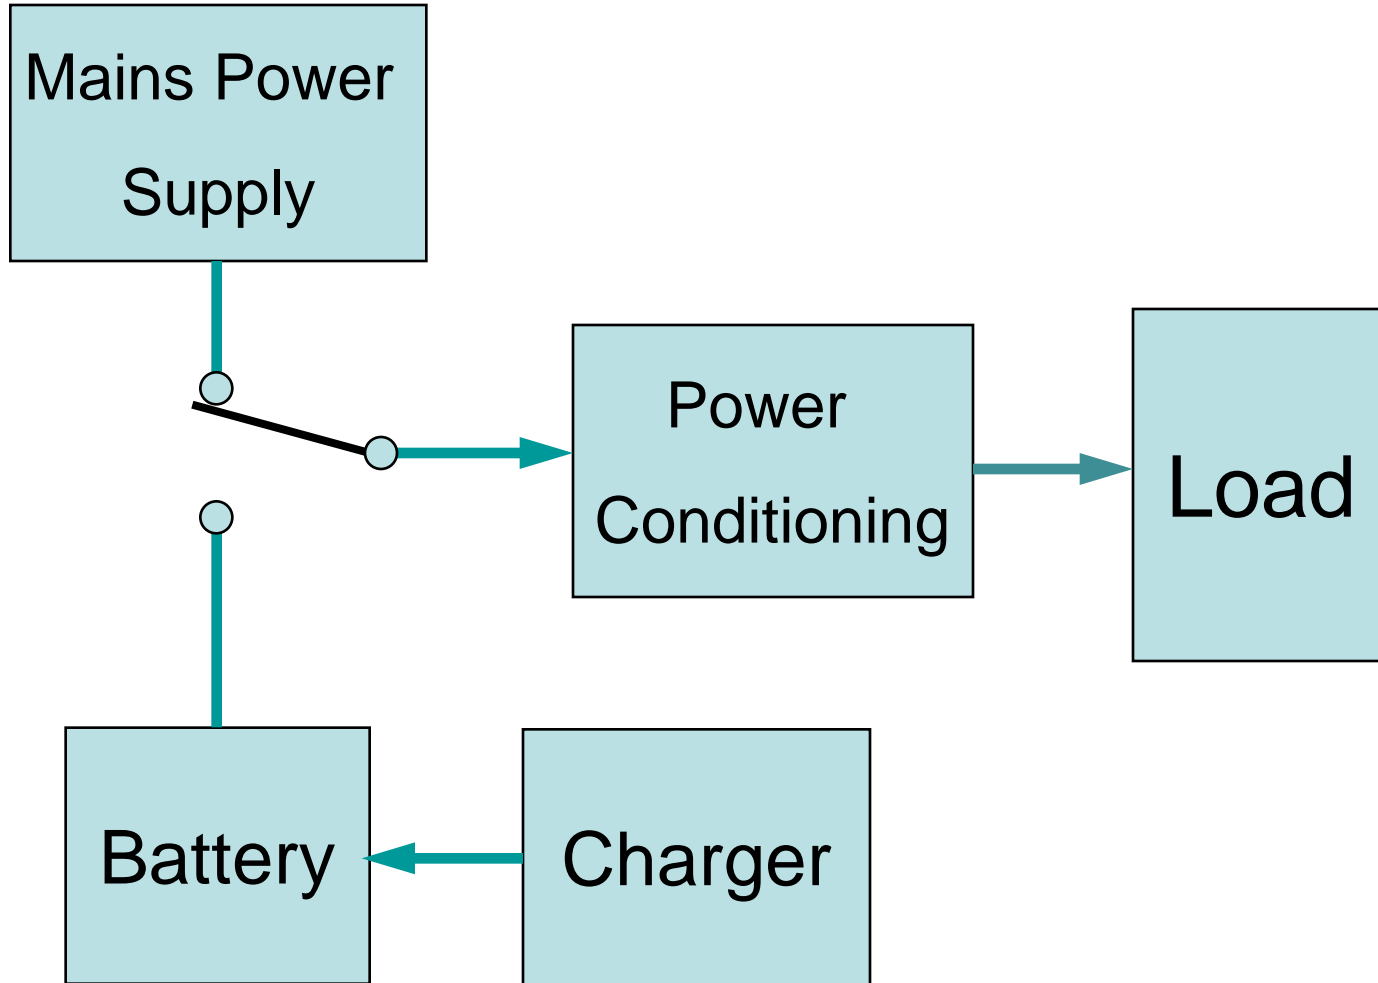 Mains Power
Supply
Power
Conditioning
Load
Battery
Charger